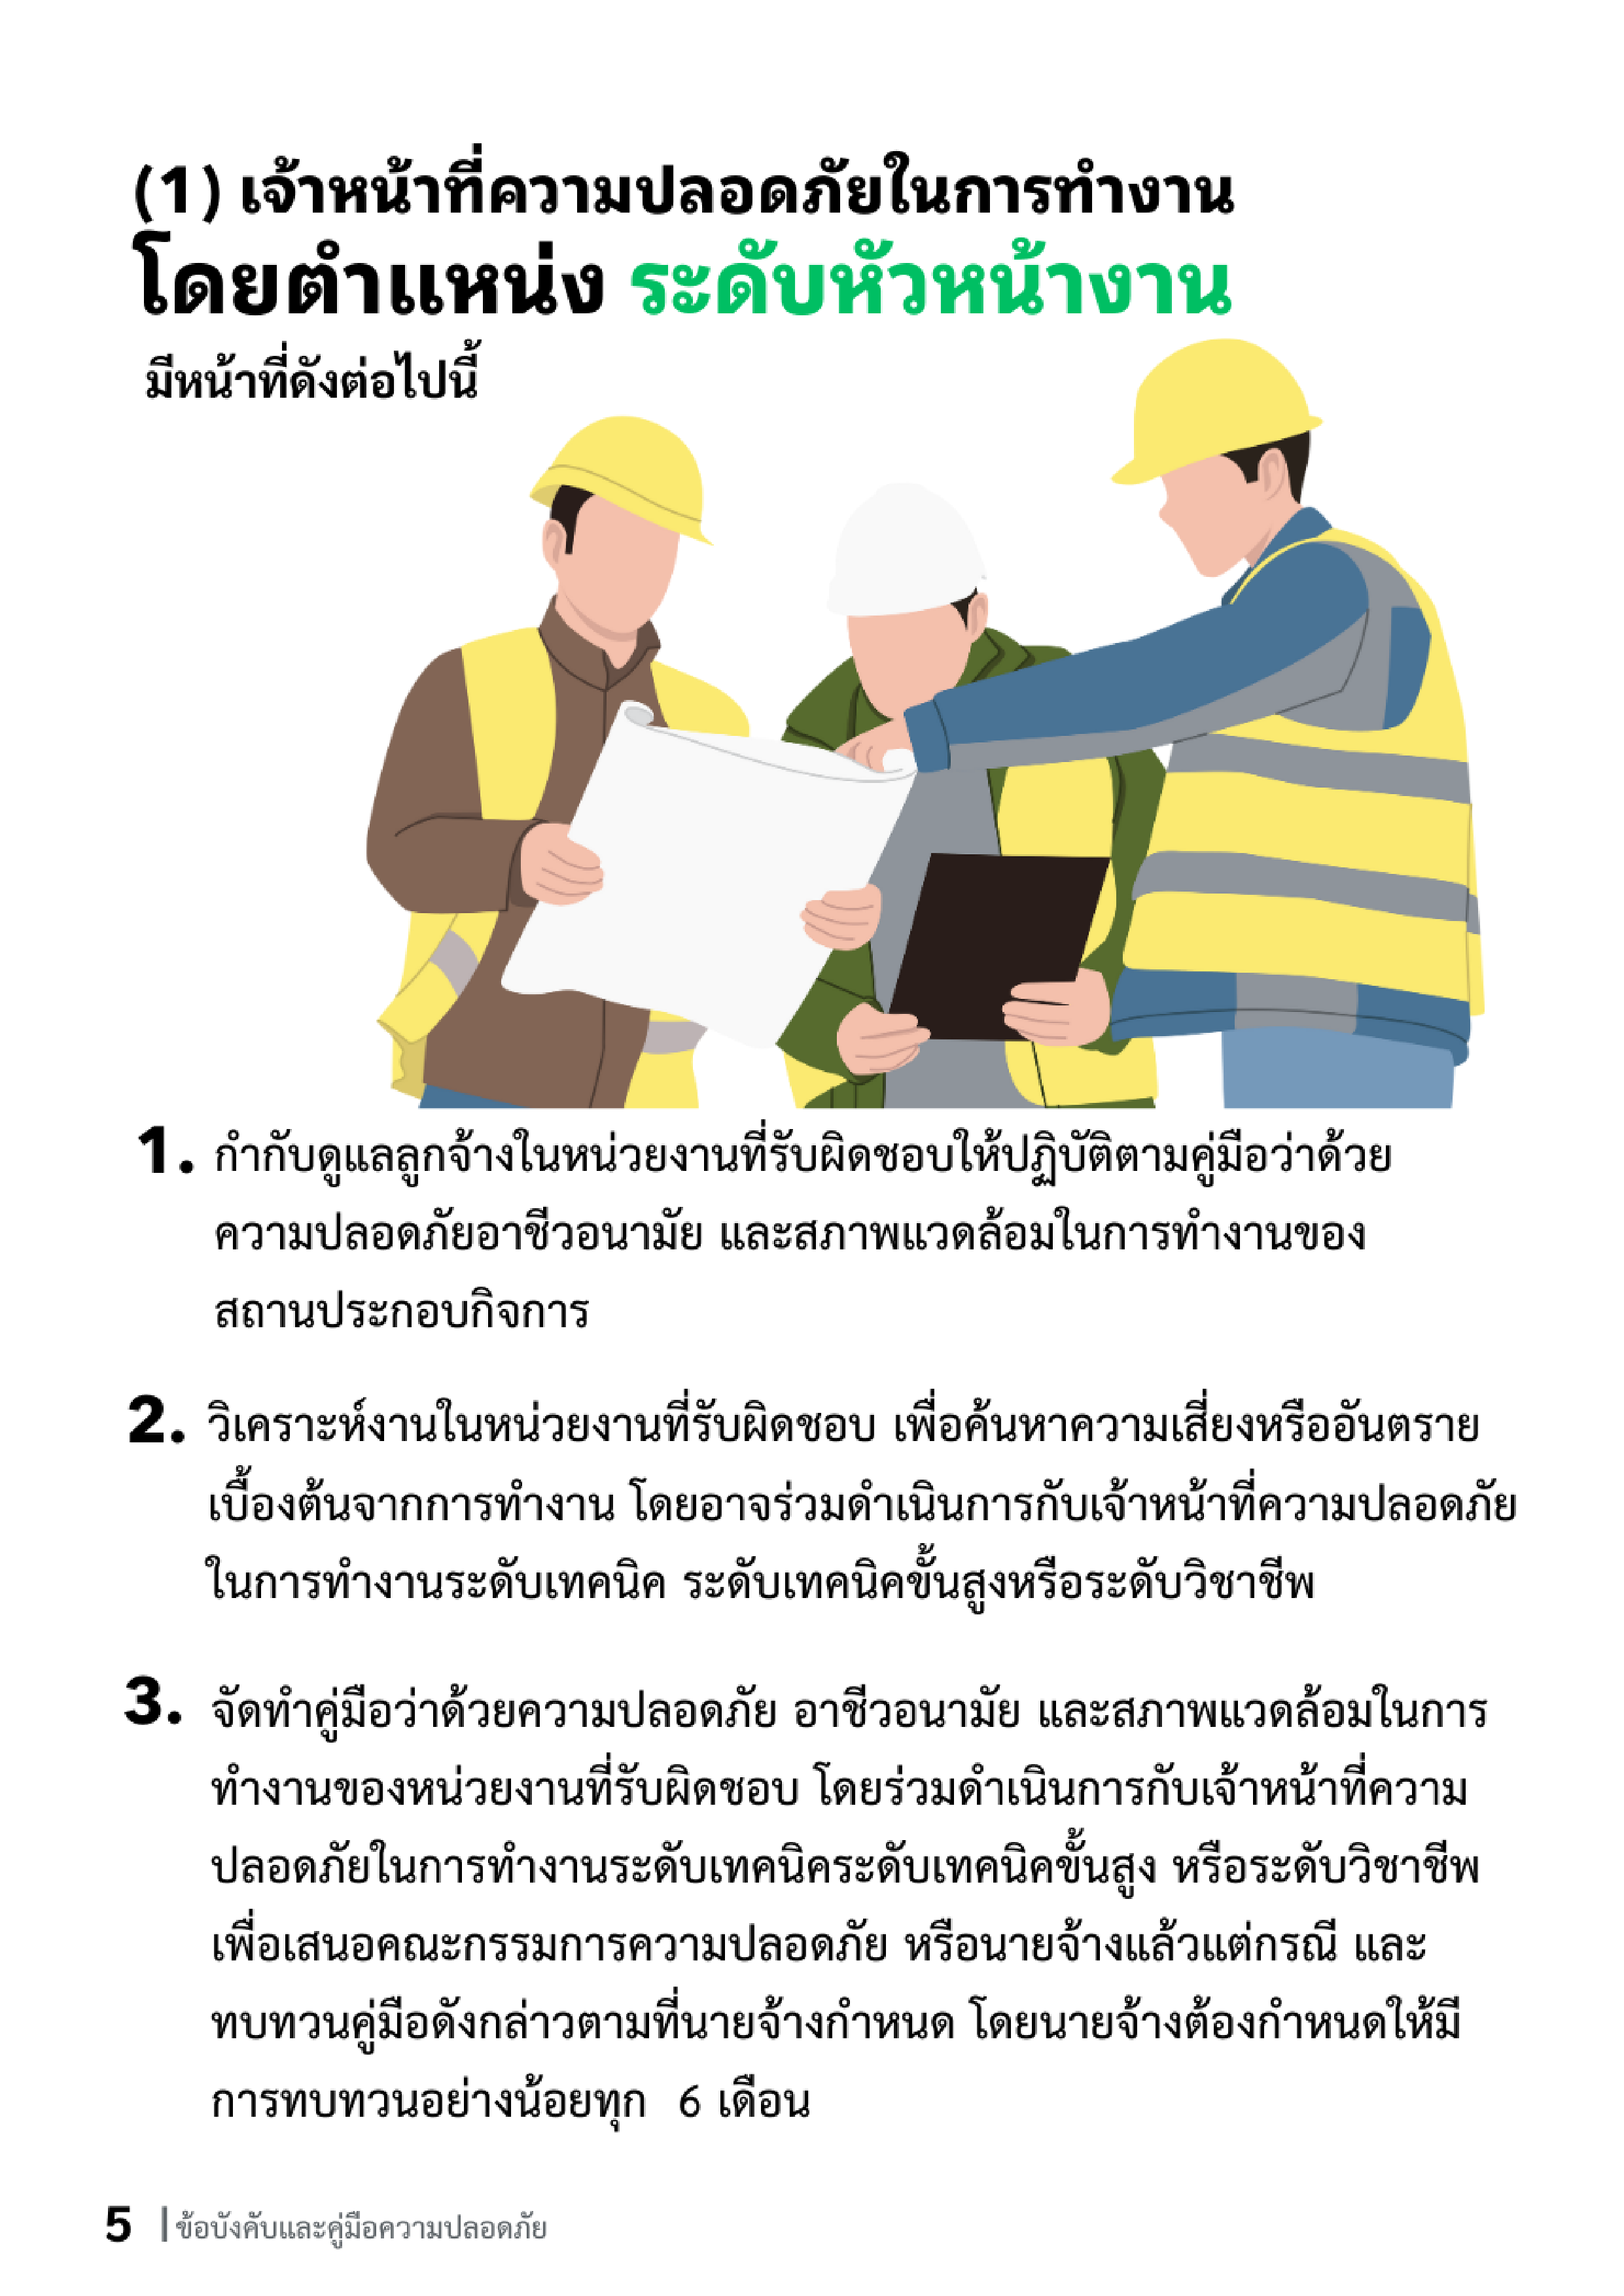 (1) เจ้าหน้าที่ความปลอดภัยในการทำงาน
โดยตำแหน่ง ระดับหัวหน้างาน
มีหน้าที่ดังต่อไปนี้
1. กำกับดูแลลูกจ้างในหน่วยงานที่รับผิดชอบให้ปฏิบัติตามคู่มือว่าด้วย
ความปลอดภัยอาชีวอนามัย และสภาพแวดล้อมในการทำงานของ
สถานประกอบกิจการ
2. วิเคราะห์งานในหน่วยงานที่รับผิดชอบ เพื่อค้นหาความเสี่ยงหรืออันตราย
เบื้องต้นจากการทำงาน โดยอาจร่วมดำเนินการกับเจ้าหน้าที่ความปลอดภัย
ในการทำงานระดับเทคนิค ระดับเทคนิคขั้นสูงหรือระดับวิชาชีพ
3. จัดทำคู่มือว่าด้วยความปลอดภัย อาชีวอนามัย และสภาพแวดล้อมในการ
ทำงานของหน่วยงานที่รับผิดชอบ โดยร่วมดำเนินการกับเจ้าหน้าที่ความ
ปลอดภัยในการทำงานระดับเทคนิคระดับเทคนิคขั้นสูง หรือระดับวิชาชีพ
เพื่อเสนอคณะกรรมการความปลอดภัย หรือนายจ้างแล้วแต่กรณี และ
ทบทวนคู่มือดังกล่าวตามที่นายจ้างกำหนด โดยนายจ้างต้องกำหนดให้มี
การทบทวนอย่างน้อยทุก 6 เดือน
5 | ข้อบังคับและคู่มือความปลอดภัย